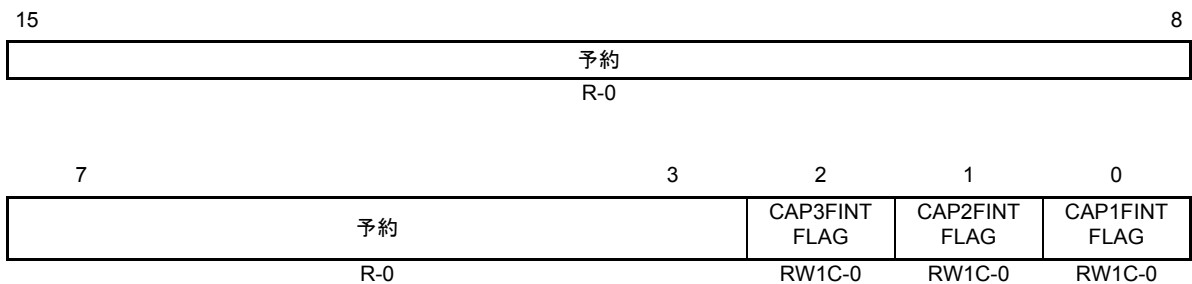 15 8
予約
R-0
7 3 2 1 0
予約 CAP3FINT FLAG CAP2FINT FLAG CAP1FINT FLAG
R-0 RW1C-0 RW1C-0 RW1C-0